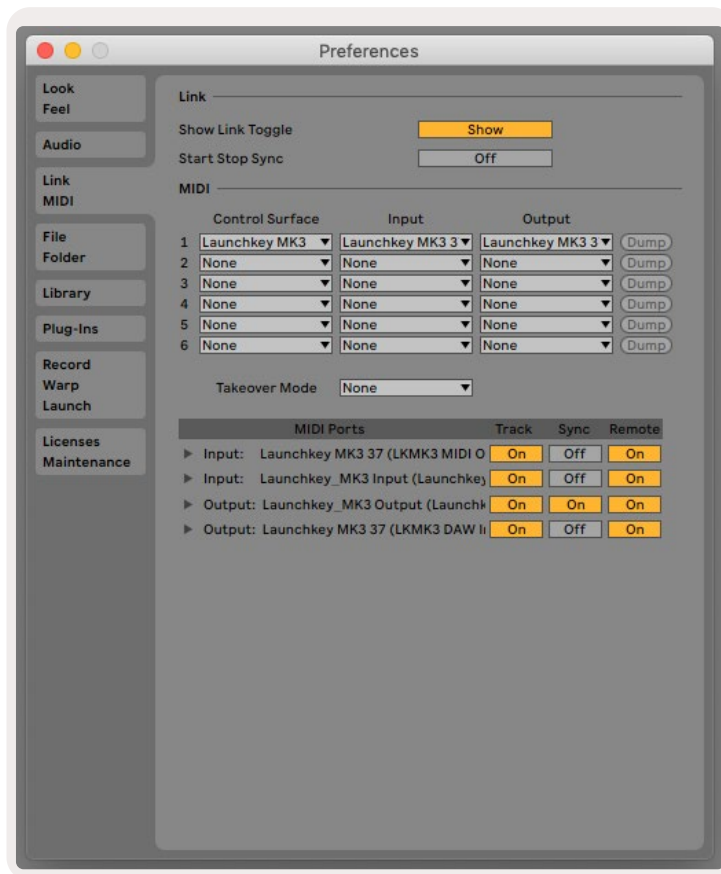 Preferences
Look
Feel
Audio
Link
MIDI
File
Folder
Library
Plug-Ins
Record
Warp
Launch
Licenses
Maintenance
Link
Show Link Toggle Show
Start Stop Sync Off
MIDI
Control Surface Input Output
1 Launchkey MK3 Launchkey MK3 3 Launchkey MK3 3 Dump
2 None None None Dump
3 None None None Dump
4 None None None Dump
5 None None None Dump
6 None None None Dump
Takeover Mode None
MIDI Ports Track Sync Remote
Input: Launchkey MK3 37 (LKMK3 MIDI O On Off On
Input: Launchkey_MK3 Input (Launchkey On Off On
Output: Launchkey_MK3 Output (Launchk On On On
Output: Launchkey MK3 37 (LKMK3 DAW I On Off On